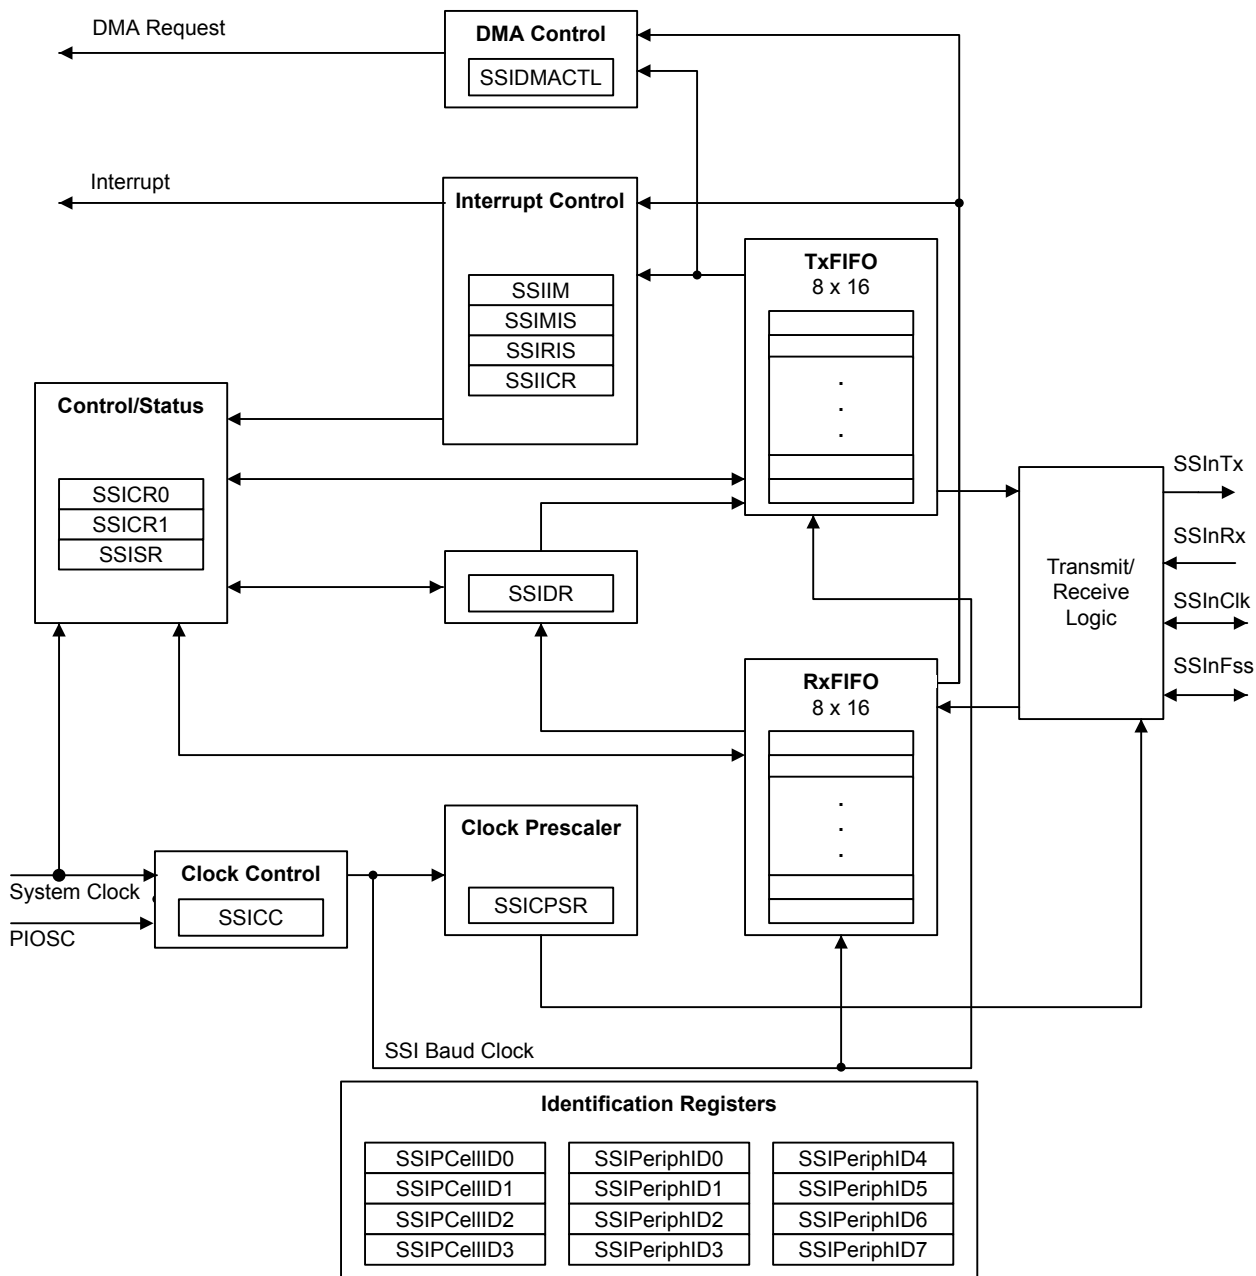 DMA Request
DMA Control
SSIDMACTL
Interrupt
Interrupt Control
SSIIM
SSIMIS
SSIRIS
SSIICR
TxFIFO
8 x 16
.
.
.
Control/Status
SSICR0
SSICR1
SSISR
SSIDR
Transmit/
Receive
Logic
SSInTx
SSInRx
SSInClk
SSInFss
RxFIFO
8 x 16
.
.
.
Clock Prescaler
SSICPSR
Clock Control
SSICC
System Clock
PIOSC
SSI Baud Clock
Identification Registers
SSIPCellID0
SSIPCellID1
SSIPCellID2
SSIPCellID3
SSIPeriphID0
SSIPeriphID1
SSIPeriphID2
SSIPeriphID3
SSIPeriphID4
SSIPeriphID5
SSIPeriphID6
SSIPeriphID7